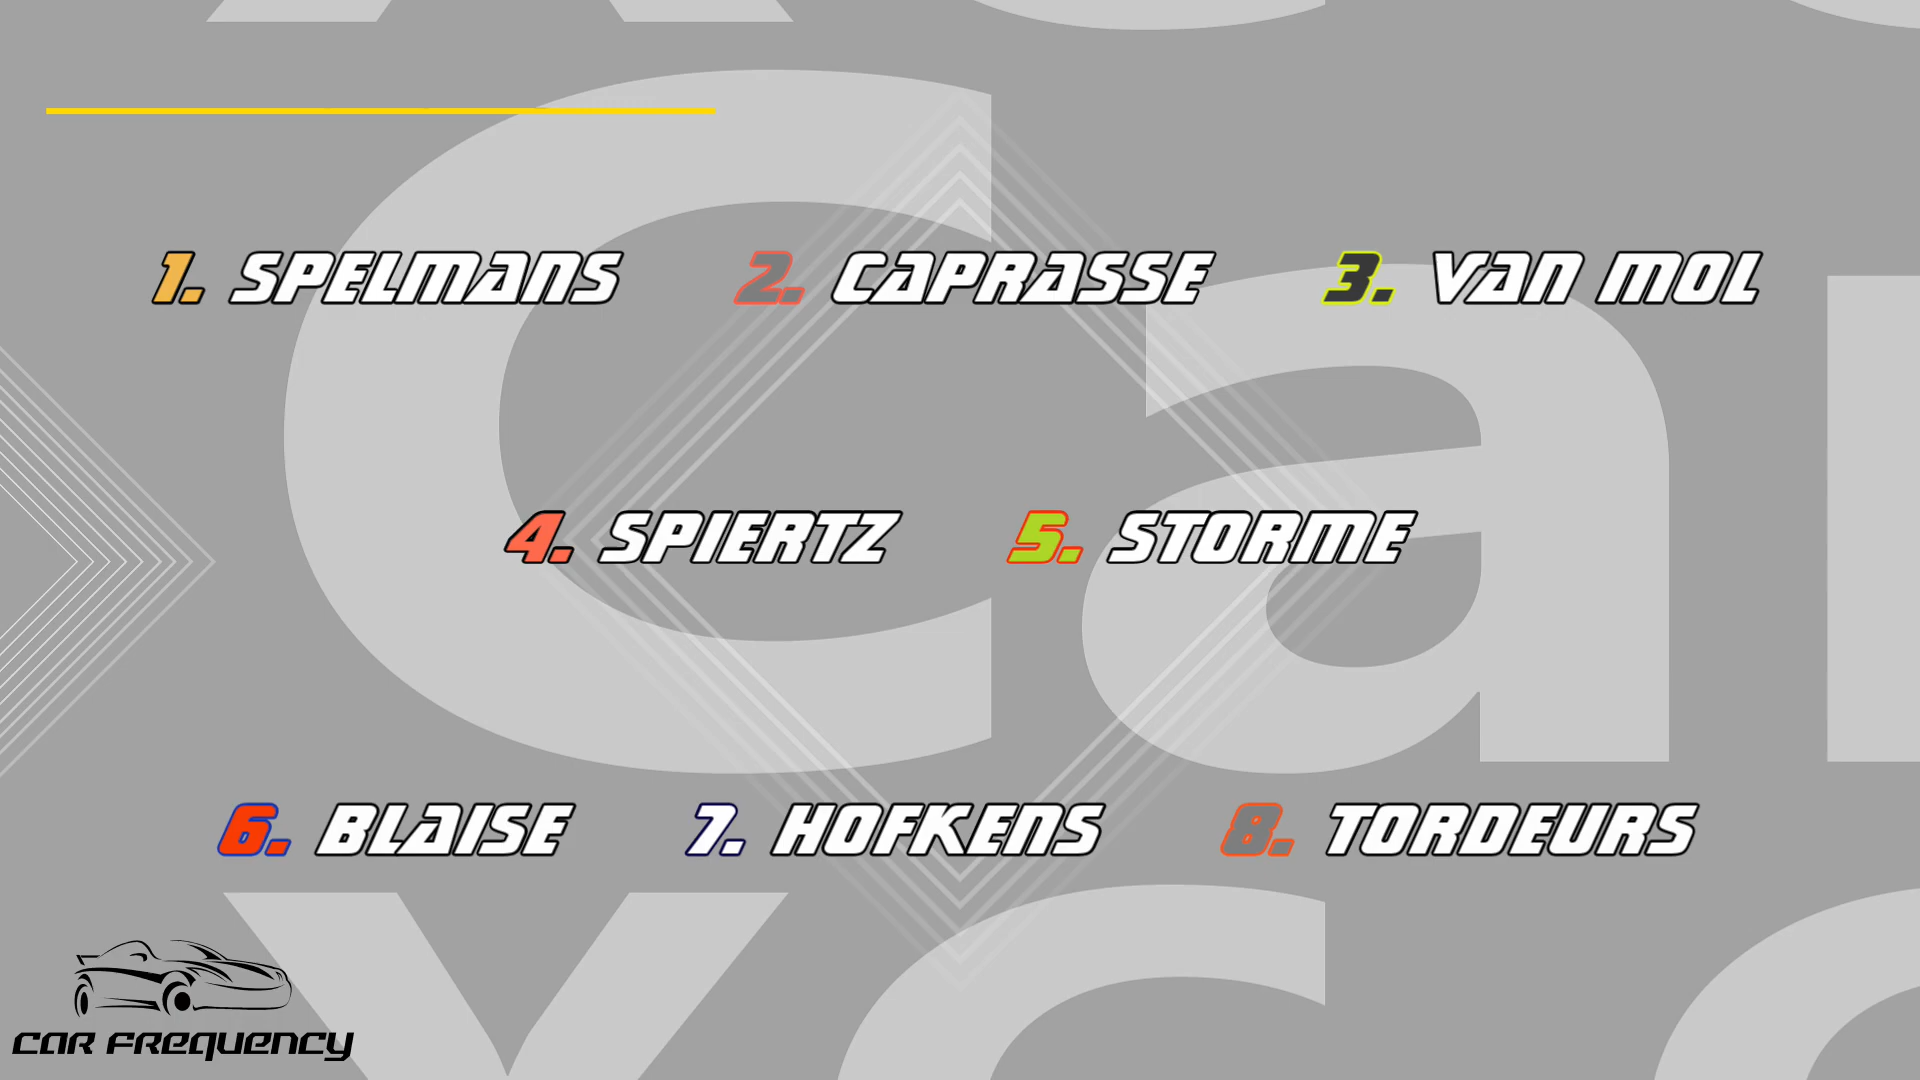 1. SPELMANS 2. CAPRASSE 3. VAN MOL
4. SPIERTZ 5. STORME
Car
6. BLAISE 7. HOFKENS 8. TORDEURS
CAR FREQUENCY